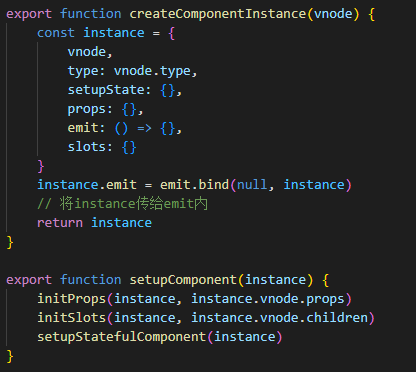 export function createComponentInstance(vnode) {
    const instance = {
        vnode,
        type: vnode.type,
        setupState: {},
        props: {},
        emit: () => {},
        slots: {}
    }
    instance.emit = emit.bind(null, instance)
    // 将instance传给emit内
    return instance
}

export function setupComponent(instance) {
    initProps(instance, instance.vnode.props)
    initSlots(instance, instance.vnode.children)
    setupStatefulComponent(instance)
}